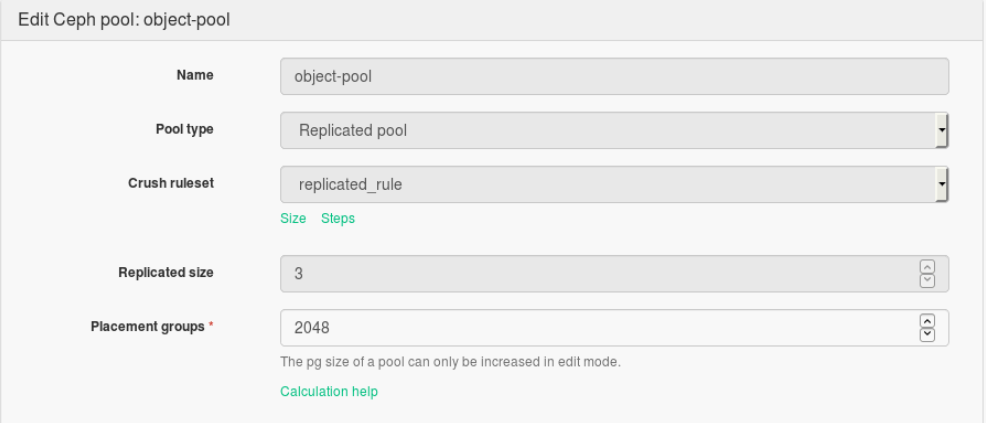 Edit Ceph pool: object-pool
Name object-pool
Pool type Replicated pool
Crush ruleset replicated_rule
Size Steps
Replicated size 3
Placement groups * 2048
The pg size of a pool can only be increased in edit mode.
Calculation help